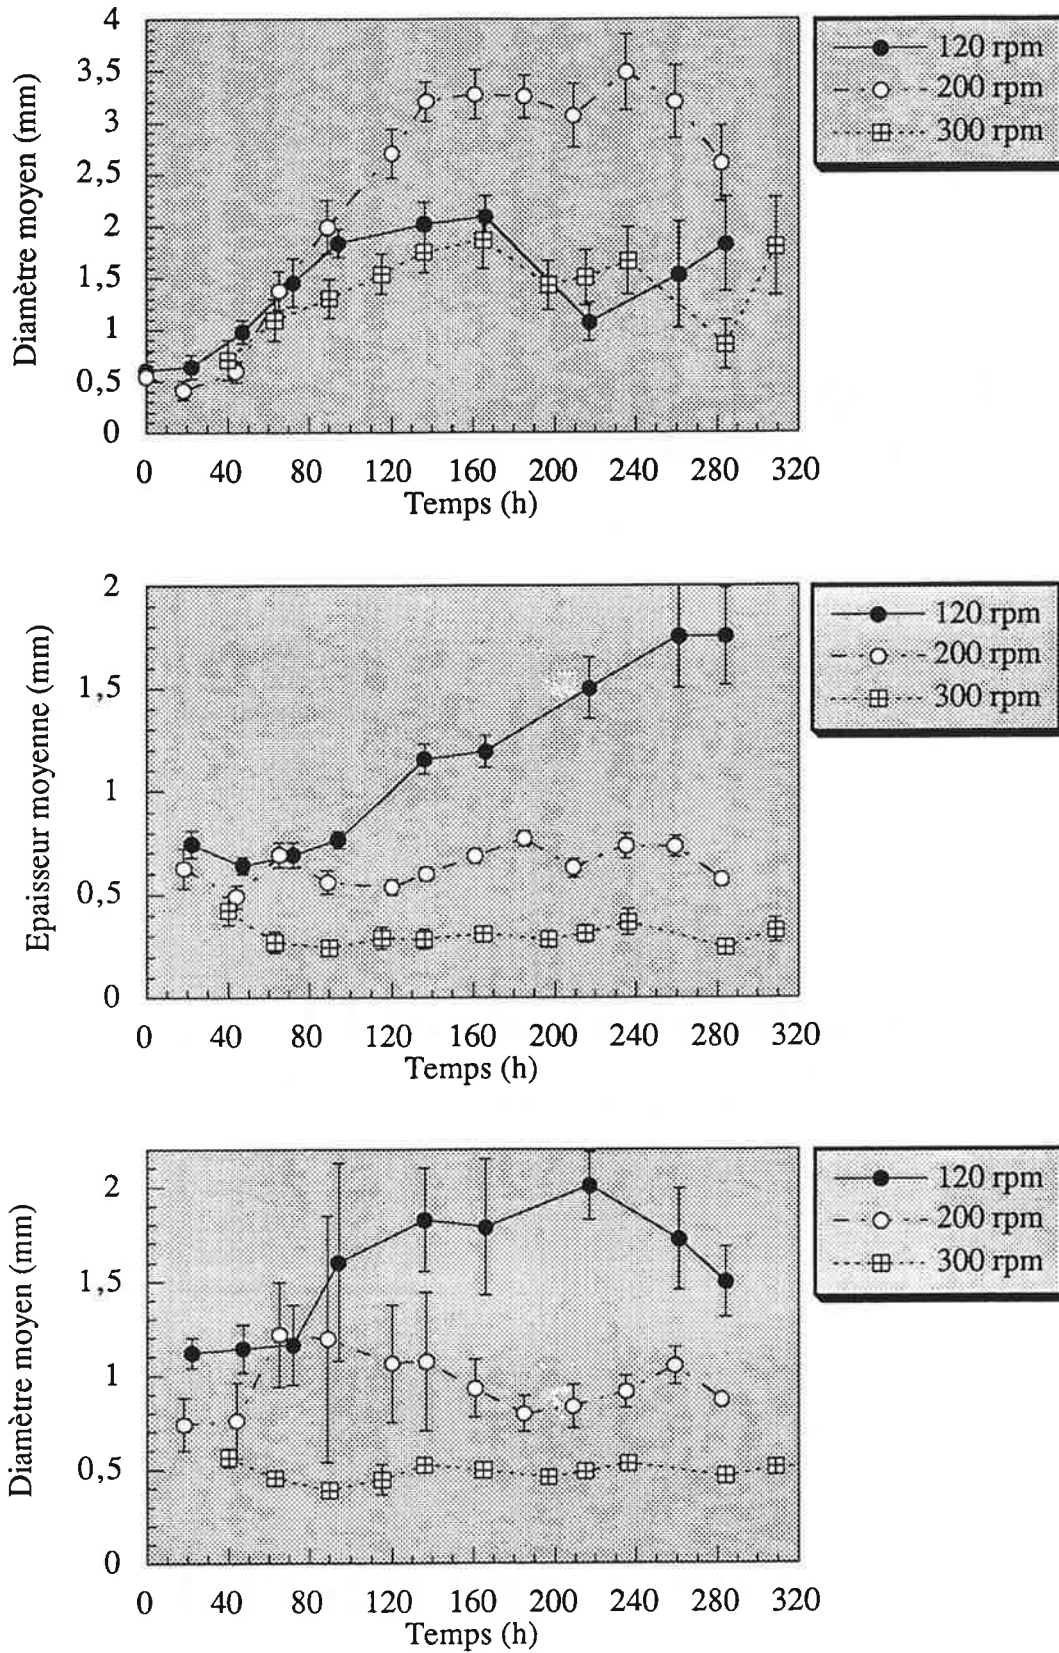 Diamètre moyen (mm)
4
3,5
3
2,5
2
1,5
1
0,5
0
0 40 80 120 160 200 240 280 320
Temps (h)
120 rpm
200 rpm
300 rpm
Epaisseur moyenne (mm)
2
1,5
1
0,5
0
0 40 80 120 160 200 240 280 320
Temps (h)
120 rpm
200 rpm
300 rpm
Diamètre moyen (mm)
2
1,5
1
0,5
0
0 40 80 120 160 200 240 280 320
Temps (h)
120 rpm
200 rpm
300 rpm